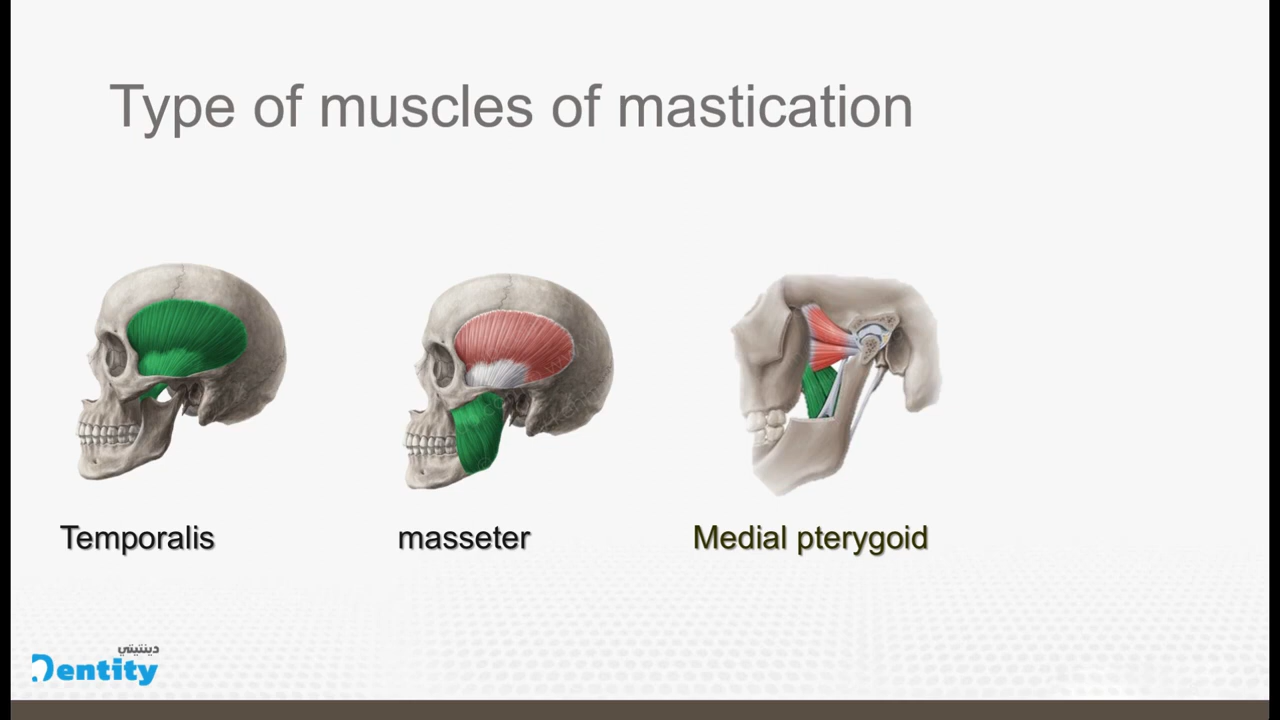 Type of muscles of mastication
Temporalis
masseter
Medial pterygoid
دينتيتي
Dentity